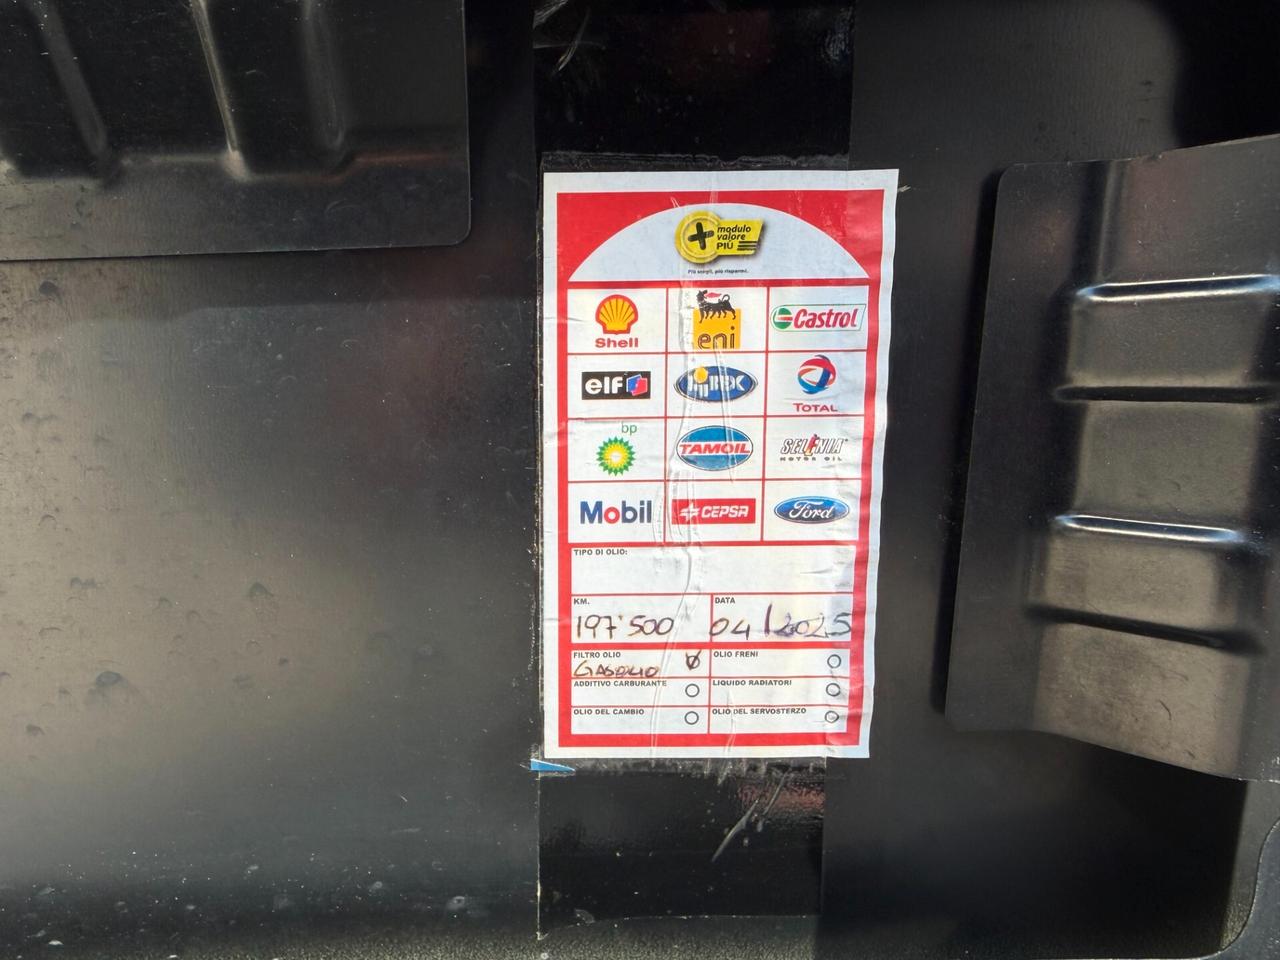 modulo
valore
PIÙ
Più scegli, più risparmi.
Shell
eni
Castrol
elf
TOTAL
bp
TAMOIL
SELENIA
MOTOR OIL
Mobil
CEPSA
Ford
TIPO DI OLIO:
KM.
DATA
197'500
04/2025
FILTRO OLIO
OLIO FRENI
GASOLIO
ADDITIVO CARBURANTE
LIQUIDO RADIATORI
OLIO DEL CAMBIO
OLIO DEL SERVOSTERZO